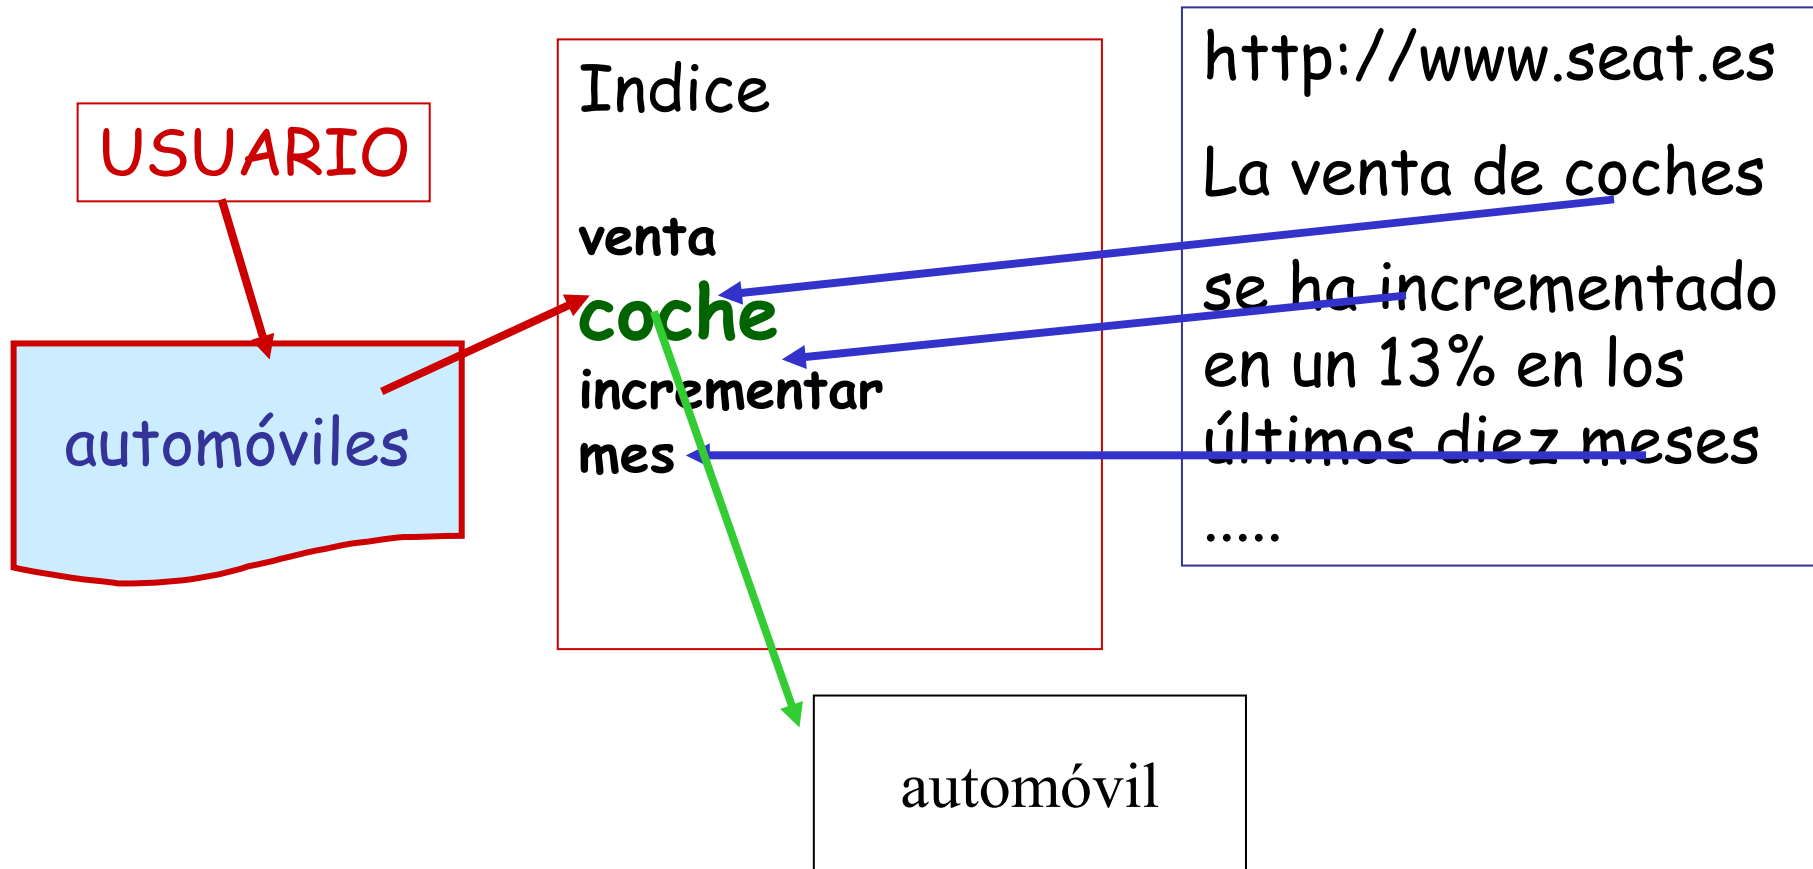 USUARIO
automóviles
Indice
venta
coche
incrementar
mes
http://www.seat.es
La venta de coches
se ha incrementado
en un 13% en los
últimos diez meses
.....
automóvil